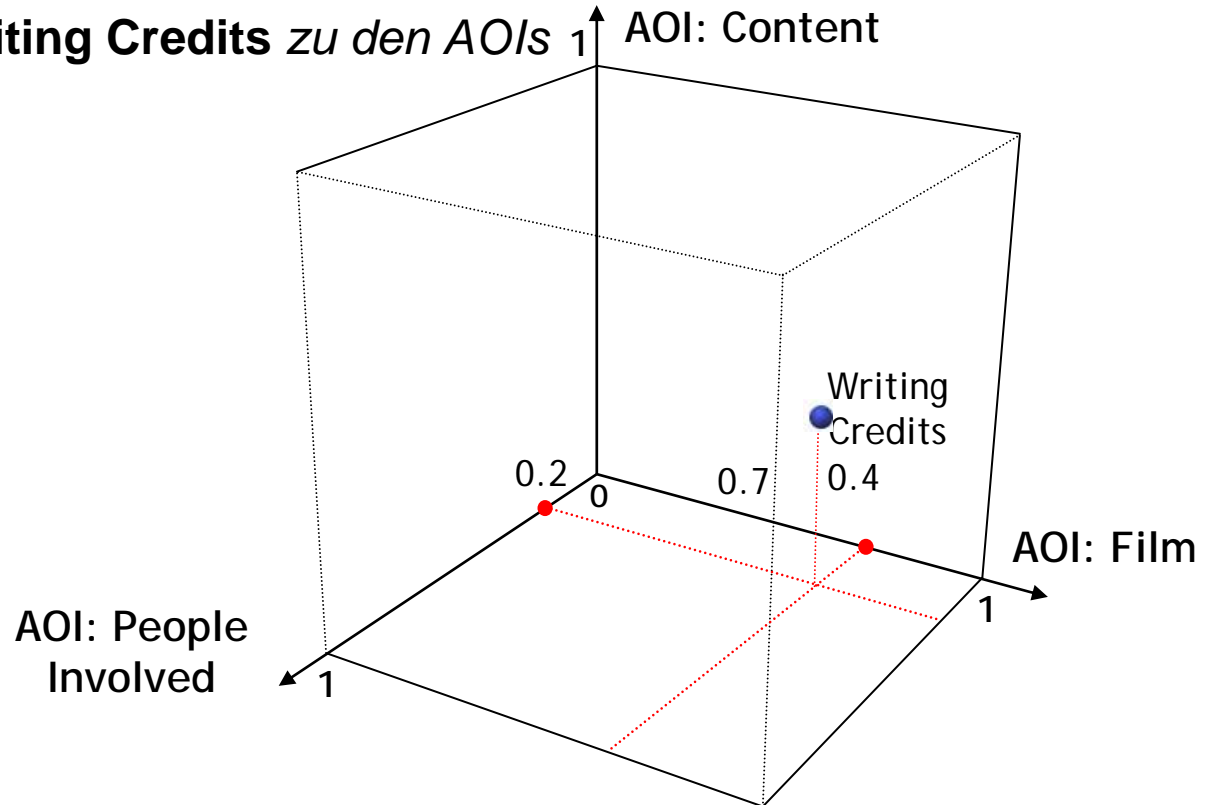 iting Credits zu den AOIs
1
AOI: Content
Writing
Credits
0.2
0
0.7
0.4
AOI: Film
1
AOI: People
Involved
1